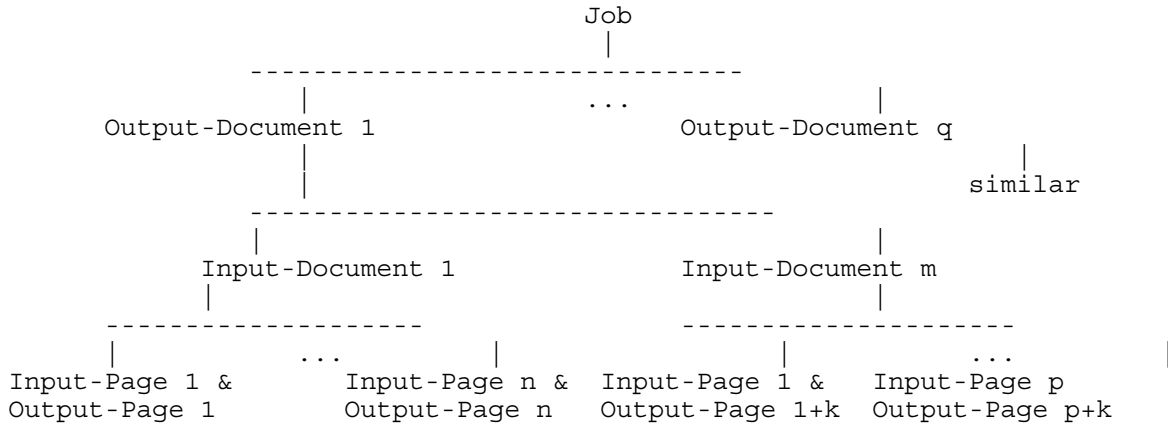 Job
...
Output-Document 1 Output-Document q
similar
Input-Document 1 Input-Document m
... ...
Input-Page 1 & Input-Page n & Input-Page 1 & Input-Page p
Output-Page 1 Output-Page n Output-Page 1+k Output-Page p+k